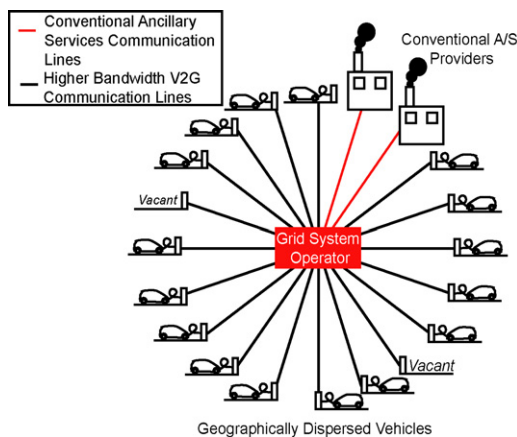 Conventional Ancillary
Services Communication
Lines
Higher Bandwidth V2G
Communication Lines
Conventional A/S
Providers
Vacant
Grid System
Operator
Vacant
Geographically Dispersed Vehicles